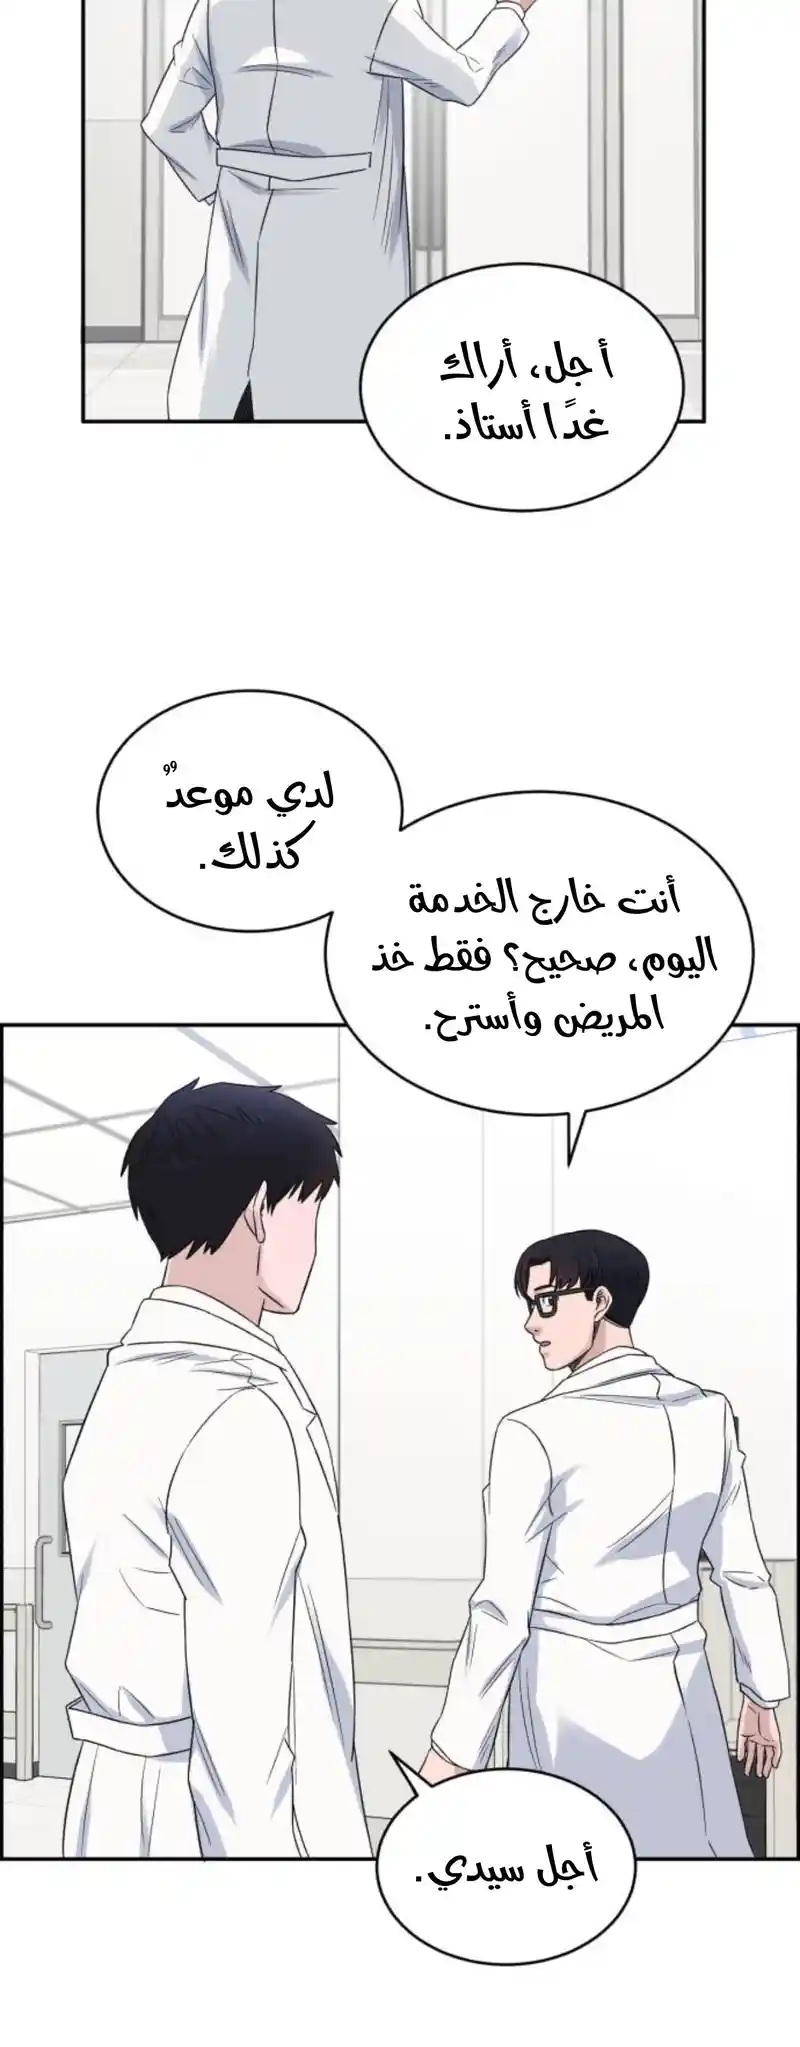 أجل، أراك
غدًا أستاذ.
لدي موعدٌ
كذلك.
أنت خارج الخدمة
اليوم، صحيح؟ فقط خذ
المريض وأسترح.
أجل سيدي.